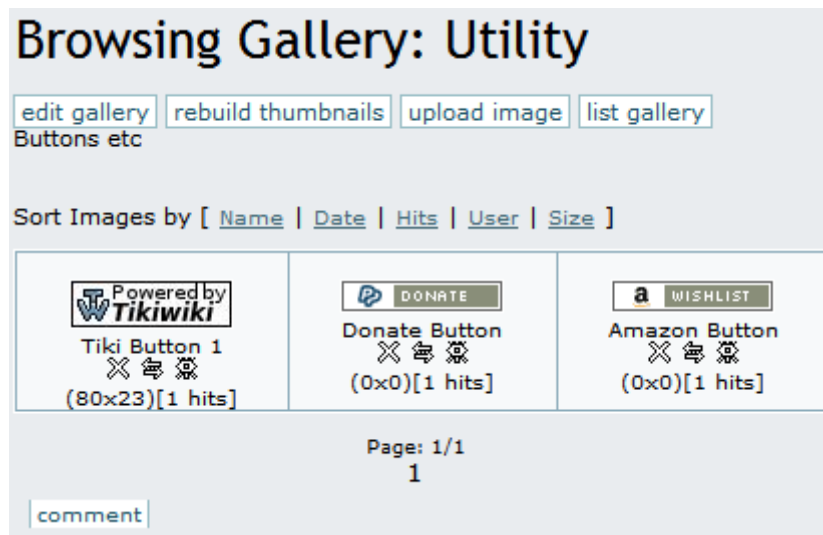 Browsing Gallery: Utility
edit gallery rebuild thumbnails upload image list gallery
Buttons etc
Sort Images by [ Name | Date | Hits | User | Size ]
Powered by
Tikiwiki
Tiki Button 1
(80x23)[1 hits]
DONATE
Donate Button
(0x0)[1 hits]
a WISHLIST
Amazon Button
(0x0)[1 hits]
Page: 1/1
1
comment